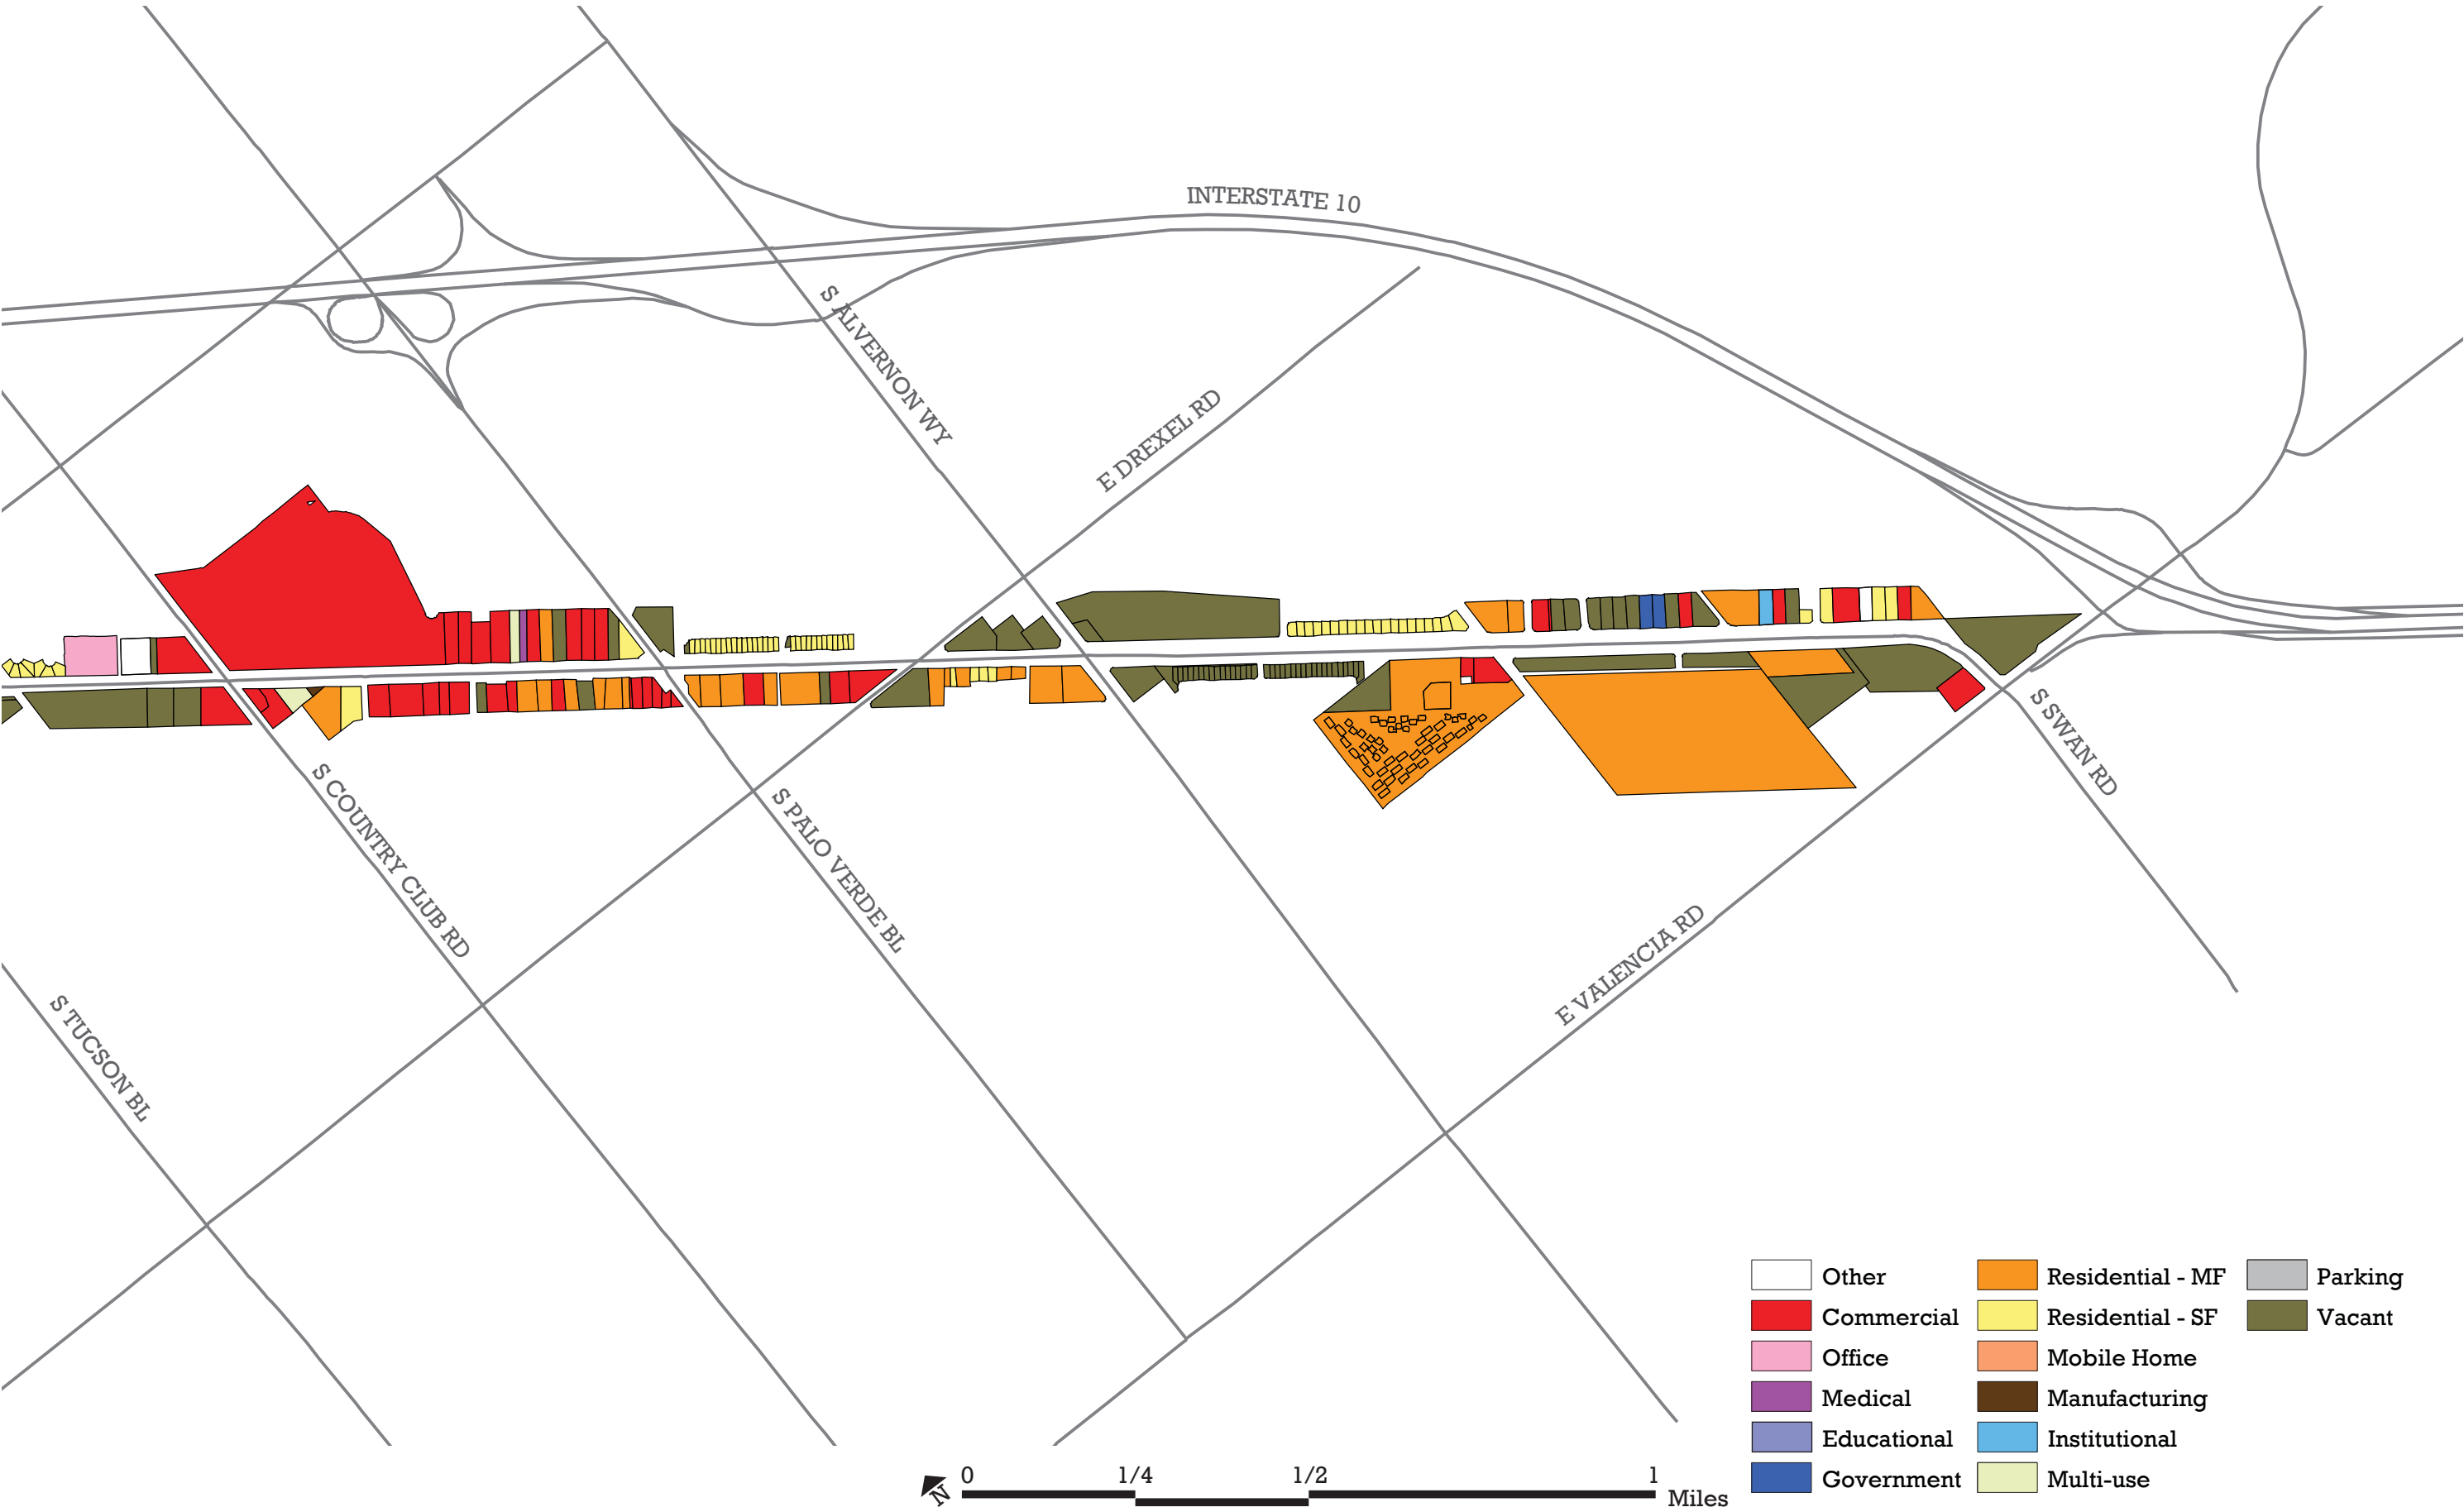 INTERSTATE 10
S ALVERNON WY
E DREXEL RD
S SWAN RD
S COUNTRY CLUB RD
S PALO VERDE BL
E VALENCIA RD
S TUCSON BL
Other
Commercial
Office
Medical
Educational
Government
Residential - MF
Residential - SF
Mobile Home
Manufacturing
Institutional
Multi-use
Parking
Vacant
N
0 1/4 1/2 1
Miles